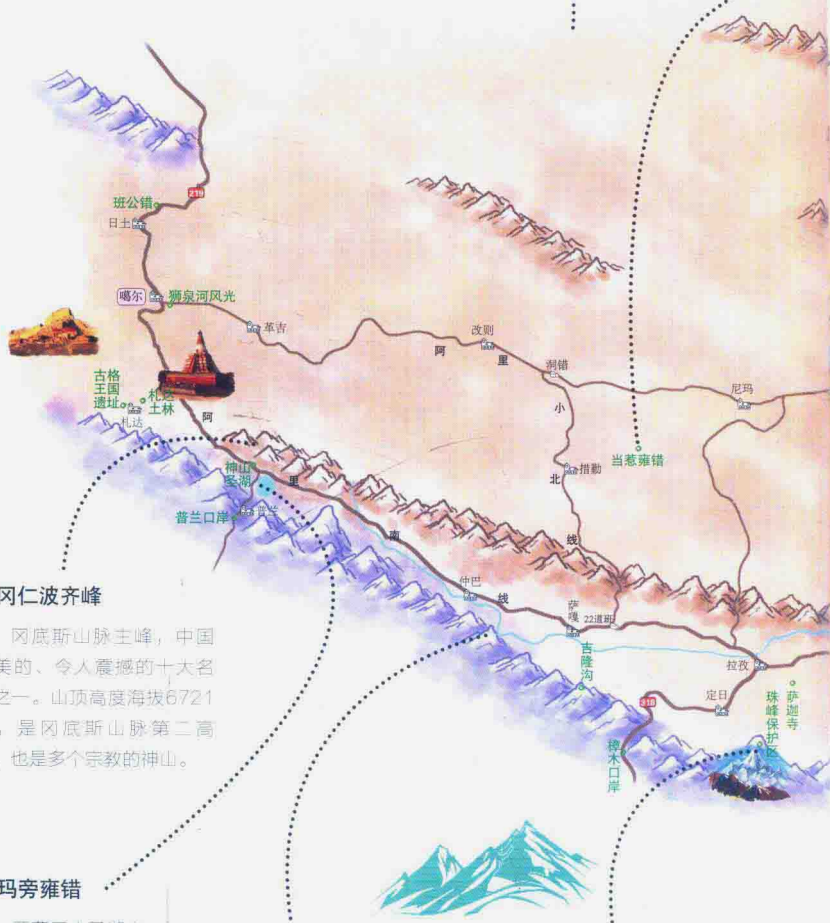 219
班公错
日土
噶尔
狮泉河风光
革吉
改则
阿里
洞错
尼玛
古格
王国
遗址
札达
土林
札达
阿
小
当惹雍错
神山
圣湖
里
北
措勤
普兰口岸
普兰
南
线
冈仁波齐峰
仲巴
线
萨嘎
22道班
冈底斯山脉主峰，中国
美的、令人震撼的十大名
之一。山顶高度海拔6721
，是冈底斯山脉第二高
也是多个宗教的神山。
吉隆沟
拉孜
318
定日
珠峰保护区
萨迦寺
樟木口岸
玛旁雍错